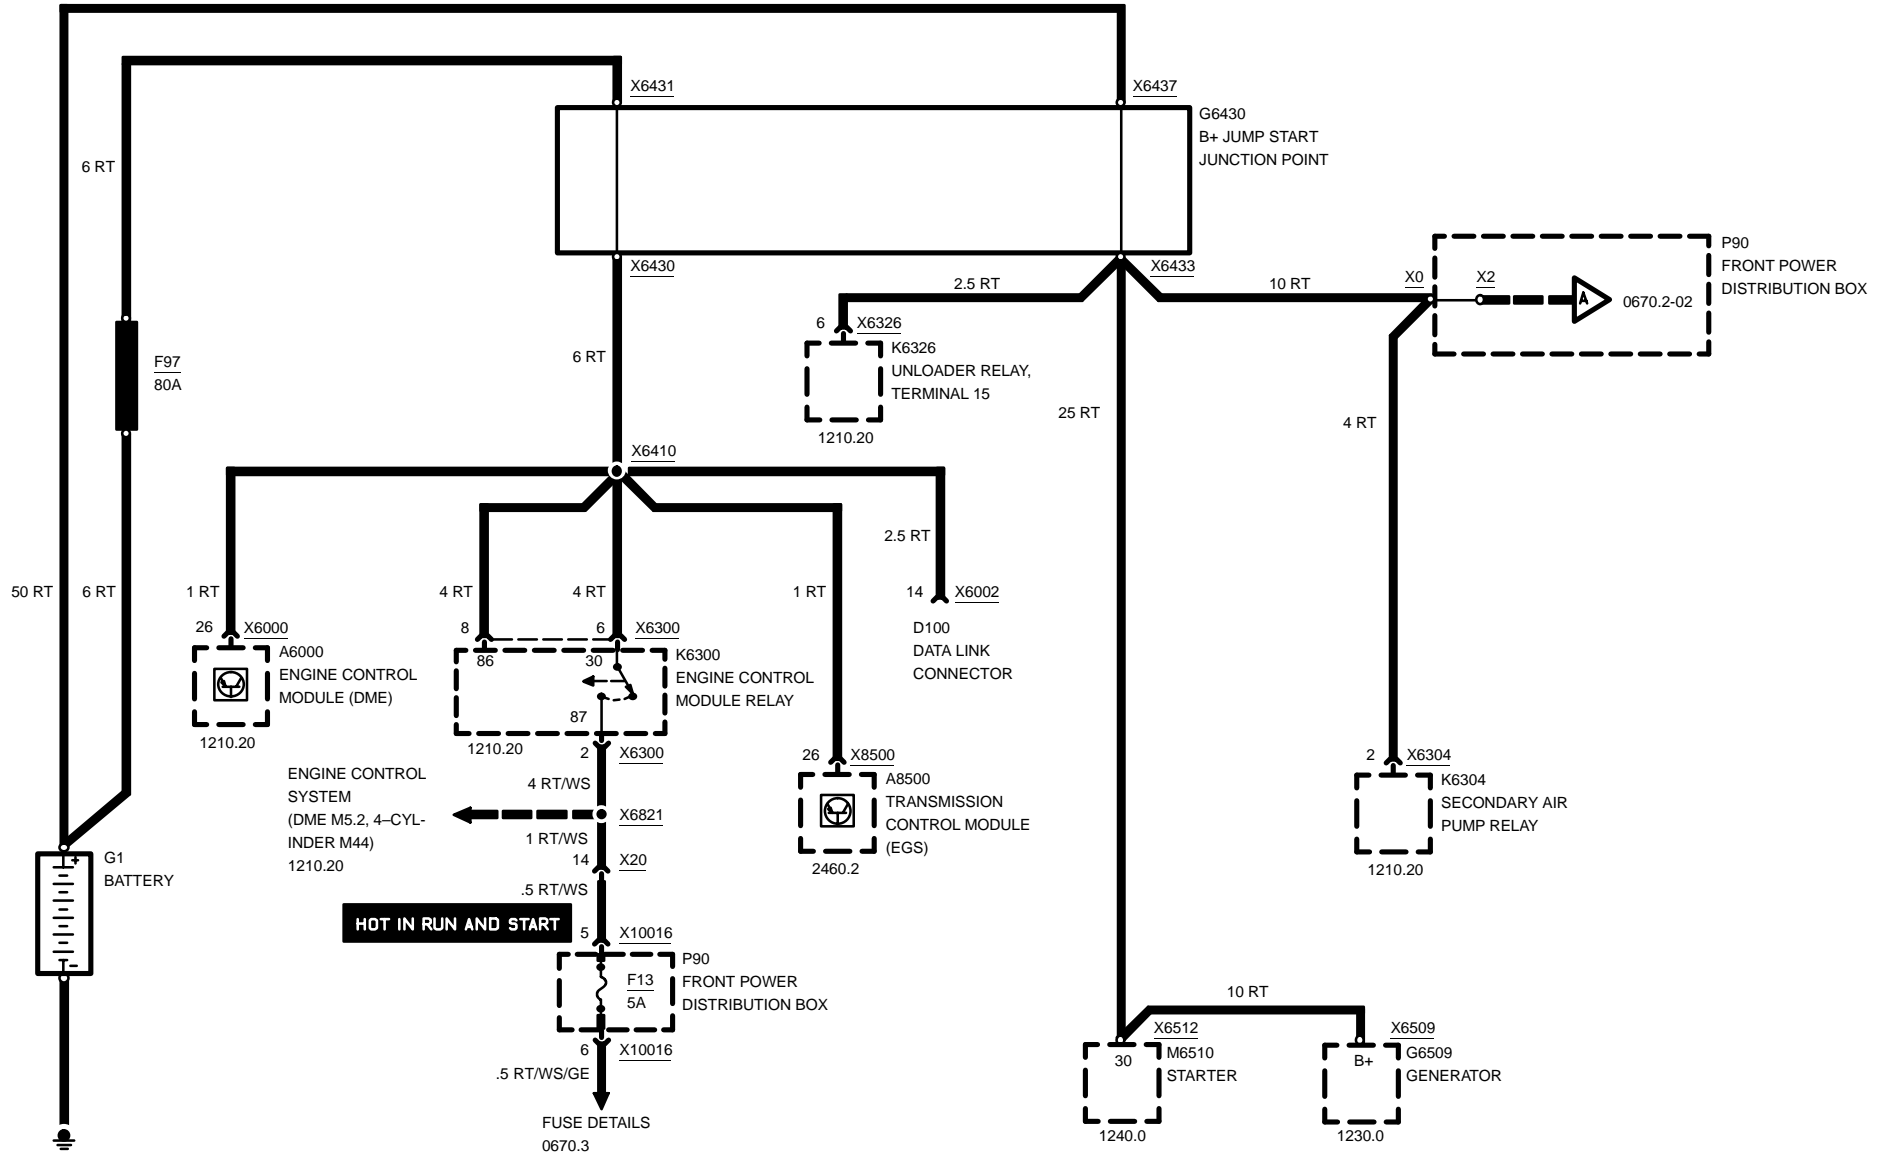 X6431
X6437
G6430
B+ JUMP START
JUNCTION POINT
6 RT
P90
FRONT POWER
DISTRIBUTION BOX
X6430
X6433
2.5 RT
10 RT
X0
X2
A
0670.2-02
6 X6326
K6326
UNLOADER RELAY,
TERMINAL 15
1210.20
F97
80A
6 RT
25 RT
4 RT
X6410
2.5 RT
50 RT
6 RT
1 RT
4 RT
4 RT
1 RT
14 X6002
D100
DATA LINK
CONNECTOR
26 X6000
A6000
ENGINE CONTROL
MODULE (DME)
1210.20
8
6 X6300
86
30
87
K6300
ENGINE CONTROL
MODULE RELAY
1210.20
2 X6300
4 RT/WS
ENGINE CONTROL
SYSTEM
(DME M5.2, 4–CYL-
INDER M44)
1210.20
X6821
1 RT/WS
14 X20
.5 RT/WS
26 X8500
A8500
TRANSMISSION
CONTROL MODULE
(EGS)
2460.2
2 X6304
K6304
SECONDARY AIR
PUMP RELAY
1210.20
+
-
G1
BATTERY
HOT IN RUN AND START
5 X10016
P90
FRONT POWER
DISTRIBUTION BOX
F13
5A
6 X10016
.5 RT/WS/GE
FUSE DETAILS
0670.3
10 RT
X6512
30
M6510
STARTER
1240.0
X6509
B+
G6509
GENERATOR
1230.0